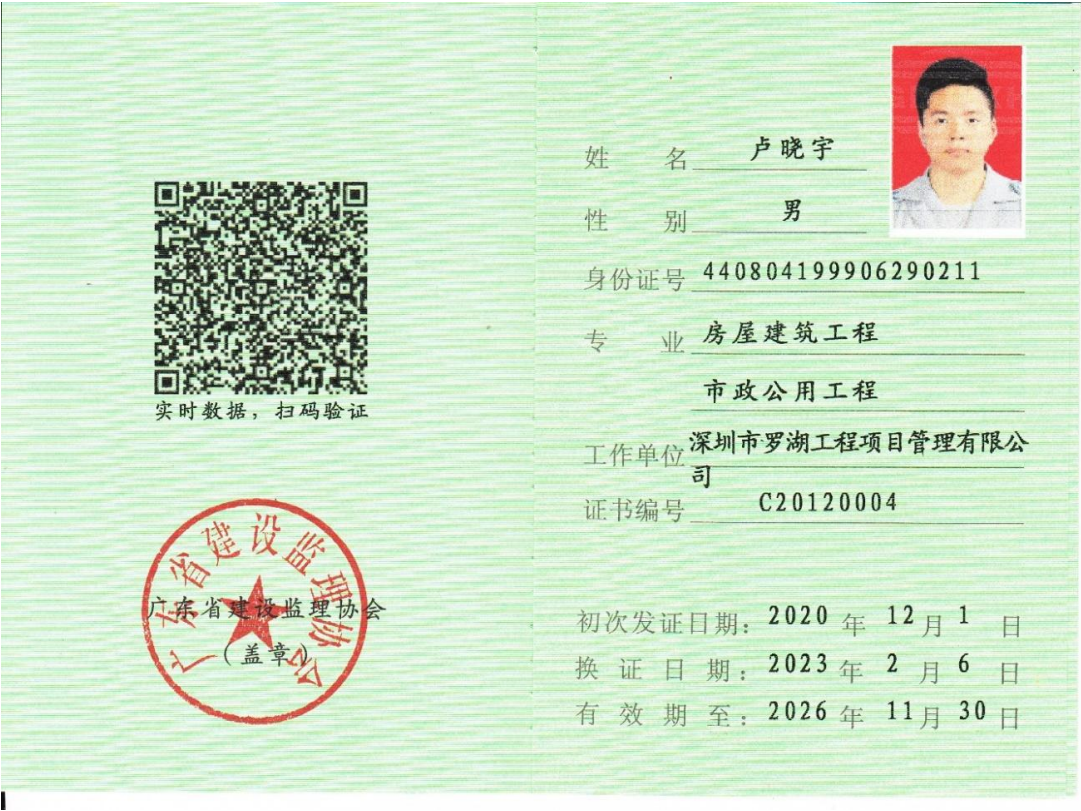 实时数据，扫码验证
广东省建设监理协会
广东省建设监理协会
（盖章）
姓 名 卢晓宇
性 别 男
身份证号 440804199906290211
专 业 房屋建筑工程
市政公用工程
工作单位 深圳市罗湖工程项目管理有限公
司
证书编号 C20120004
初次发证日期: 2020 年 12 月 1 日
换证日期: 2023 年 2 月 6 日
有效期至: 2026 年 11 月 30 日